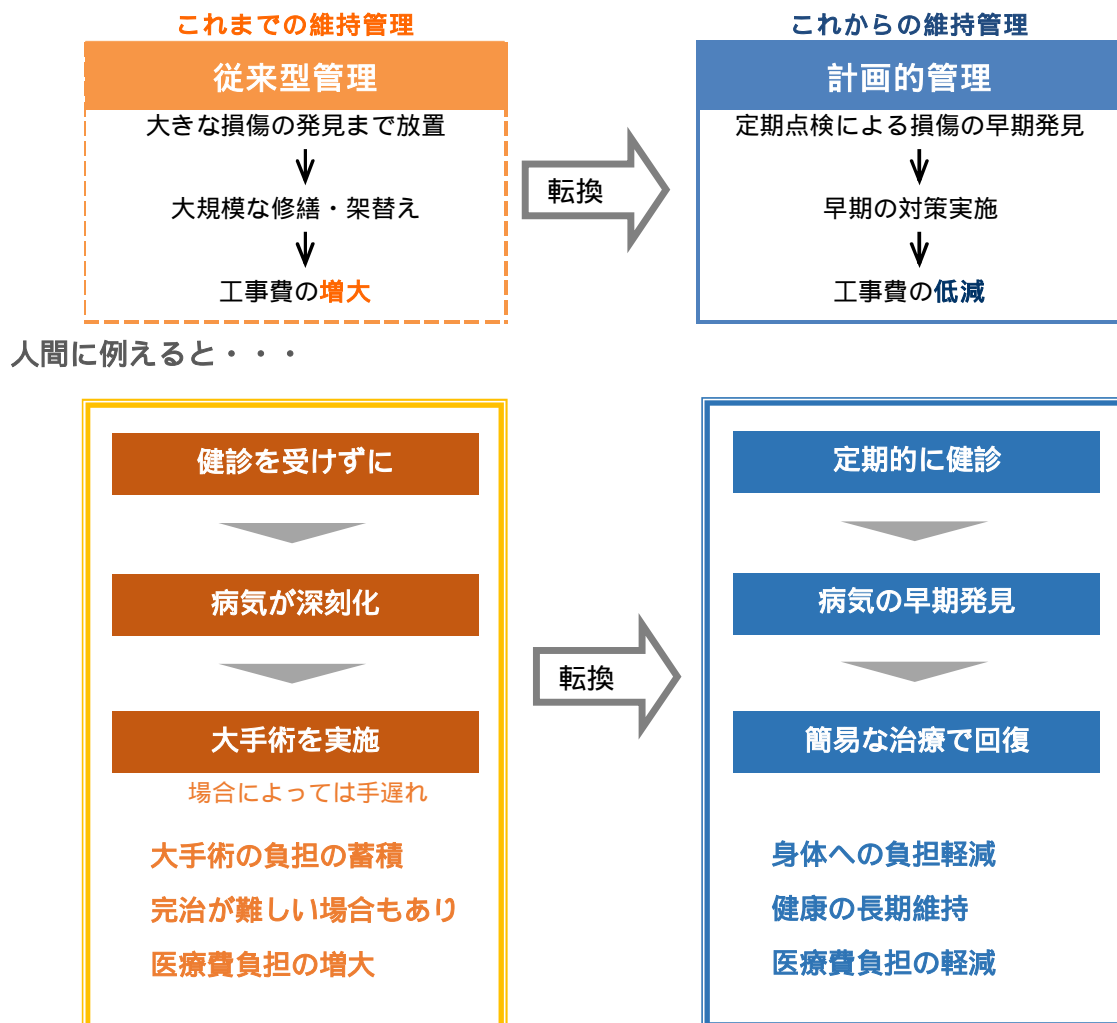 これまでの維持管理
従来型管理
大きな損傷の発見まで放置
大規模な修繕・架替え
工事費の増大
転換
これからの維持管理
計画的管理
定期点検による損傷の早期発見
早期の対策実施
工事費の低減
人間に例えると・・・
健診を受けずに
病気が深刻化
大手術を実施
場合によっては手遅れ
大手術の負担の蓄積
完治が難しい場合もあり
医療費負担の増大
転換
定期的に健診
病気の早期発見
簡易な治療で回復
身体への負担軽減
健康の長期維持
医療費負担の軽減